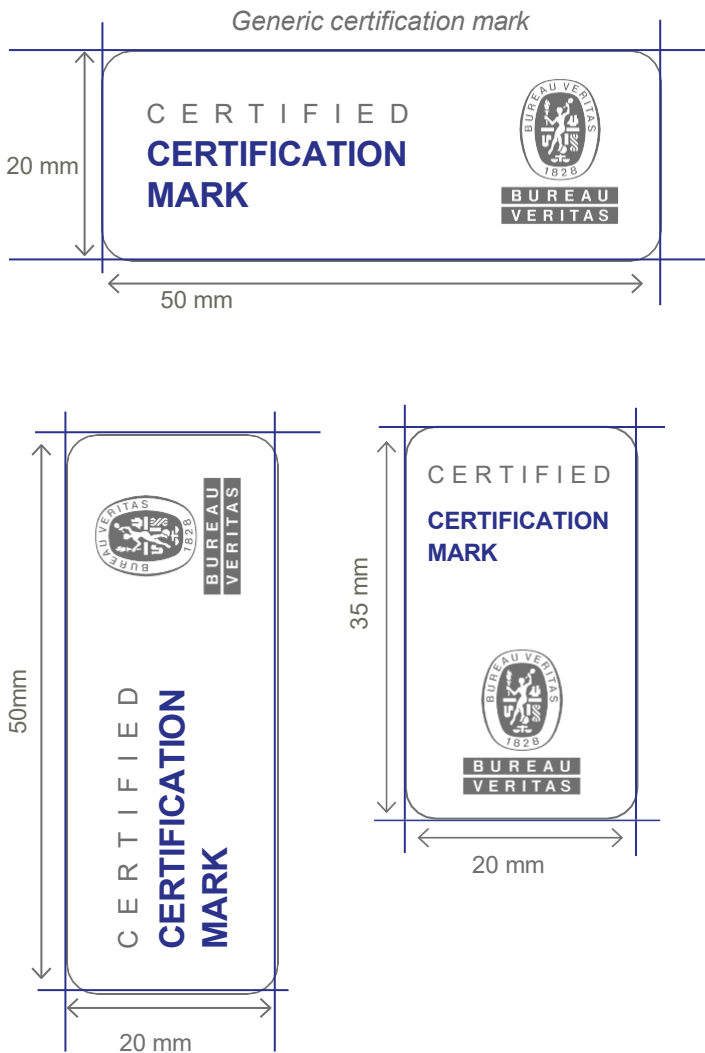 Generic certification mark
CERTIFIED
CERTIFICATION
MARK
BUREAU VERITAS
1828
BUREAU
VERITAS
20 mm
50 mm
BUREAU VERITAS
1828
BUREAU
VERITAS
CERTIFIED
CERTIFICATION
MARK
50mm
20 mm
CERTIFIED
CERTIFICATION
MARK
BUREAU VERITAS
1828
BUREAU
VERITAS
35 mm
20 mm